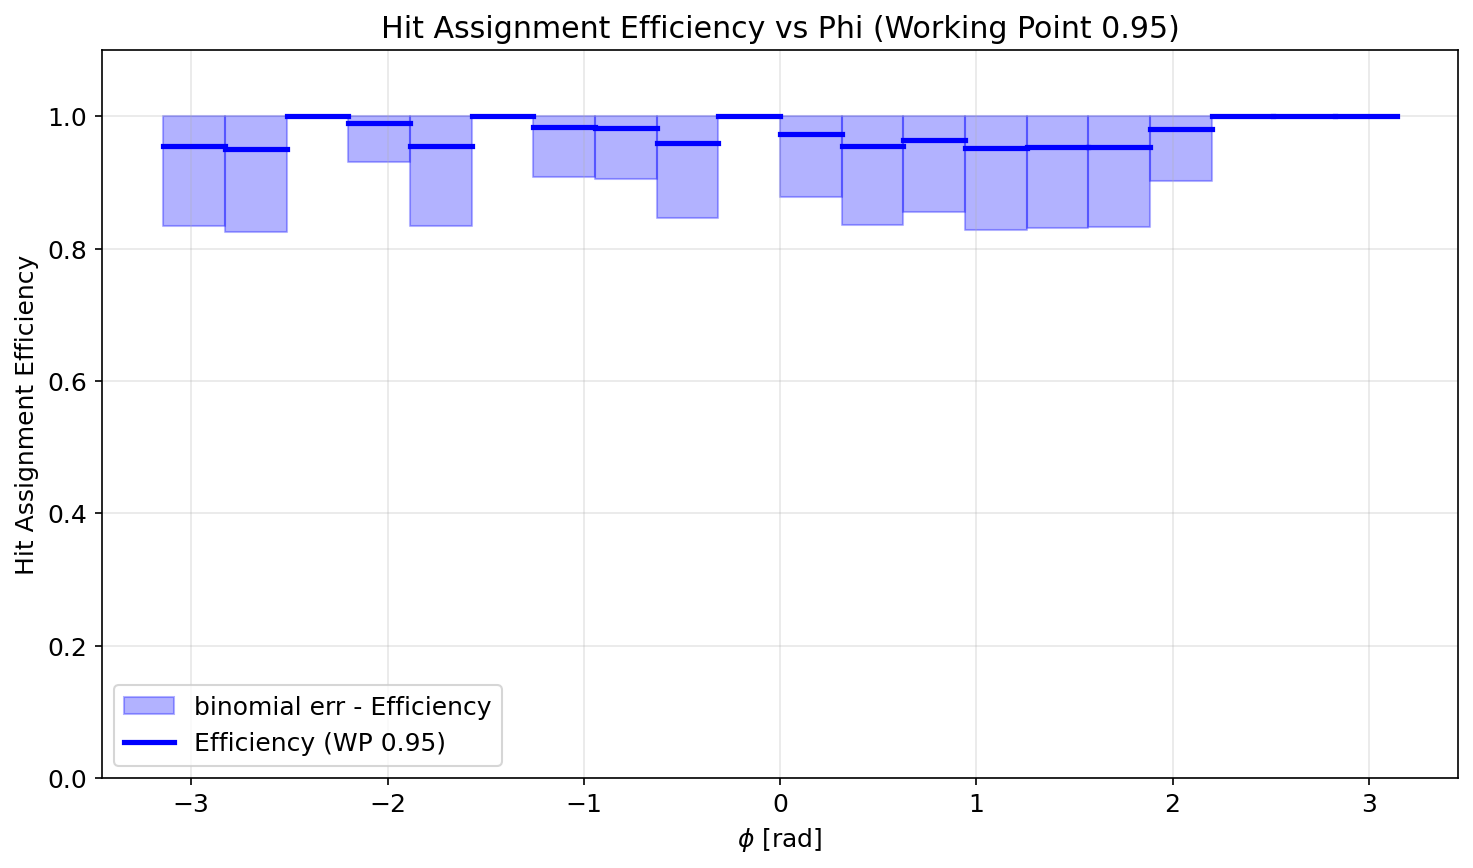 Hit Assignment Efficiency vs Phi (Working Point 0.95)
Hit Assignment Efficiency
1.0
0.8
0.6
0.4
0.2
0.0
binomial err - Efficiency
Efficiency (WP 0.95)
−3
−2
−1
0
1
2
3
ϕ [rad]